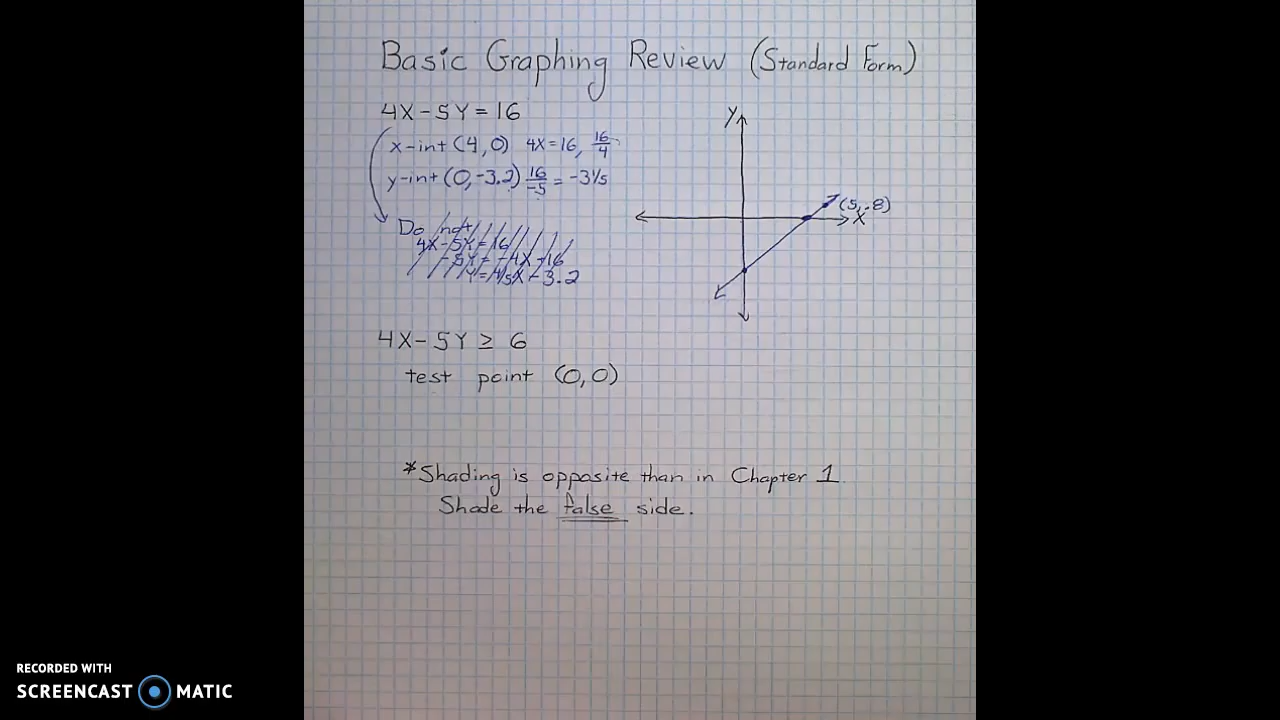 Basic Graphing Review (Standard Form)
4X - 5Y = 16
x-int (4, 0) 4X = 16, 16/4
y-int (0, -3.2) 16/-5 = -3 1/5
Do not
4X - 5Y = 16
-5Y = -4X - 16
Y = 4/5X - 3.2
Y
(5, .8)
X
4X - 5Y ≥ 6
test point (0, 0)
*Shading is opposite than in Chapter 1.
Shade the false side.
RECORDED WITH
SCREENCAST MATIC